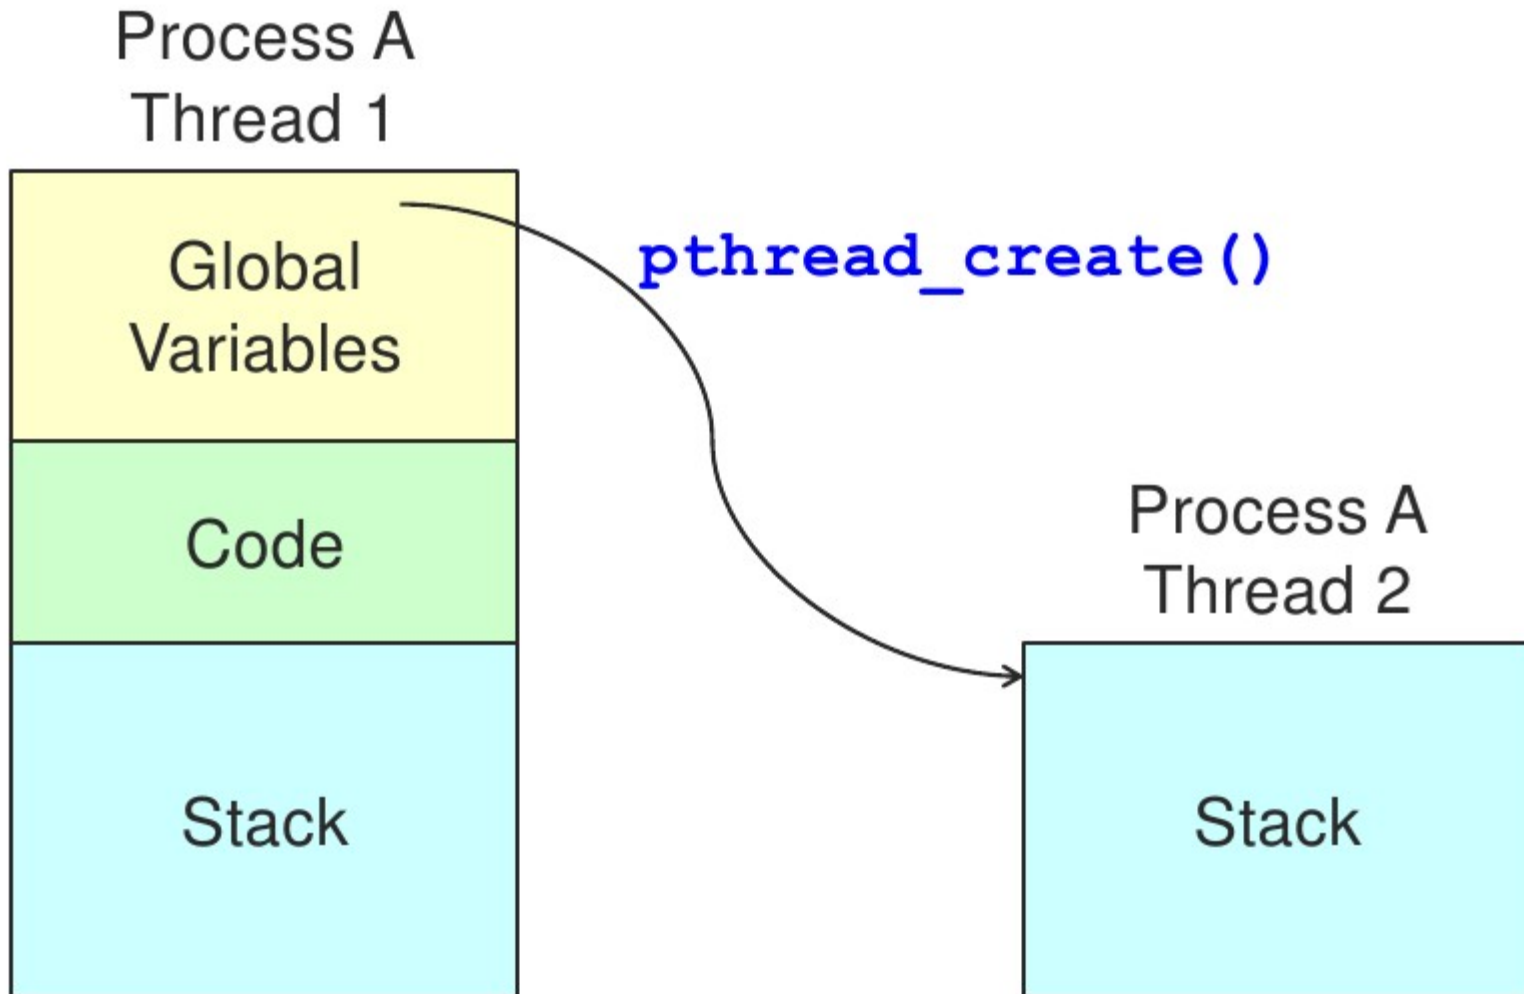 Process A
Thread 1
Global
Variables
pthread_create()
Code
Process A
Thread 2
Stack
Stack